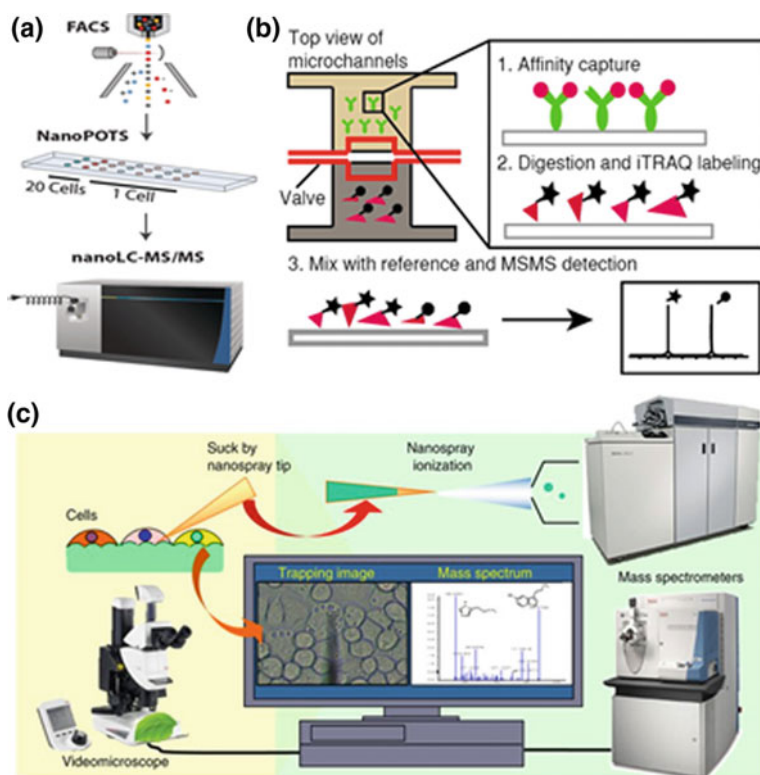 (a)
FACS
NanoPOTS
20 Cells
1 Cell
nanoLC-MS/MS
(b)
Top view of
microchannels
Valve
1. Affinity capture
2. Digestion and iTRAQ labeling
3. Mix with reference and MSMS detection
(c)
Suck by
nanospray tip
Nanospray
ionization
Cells
Trapping image
Mass spectrum
Mass spectrometers
Videomicroscope